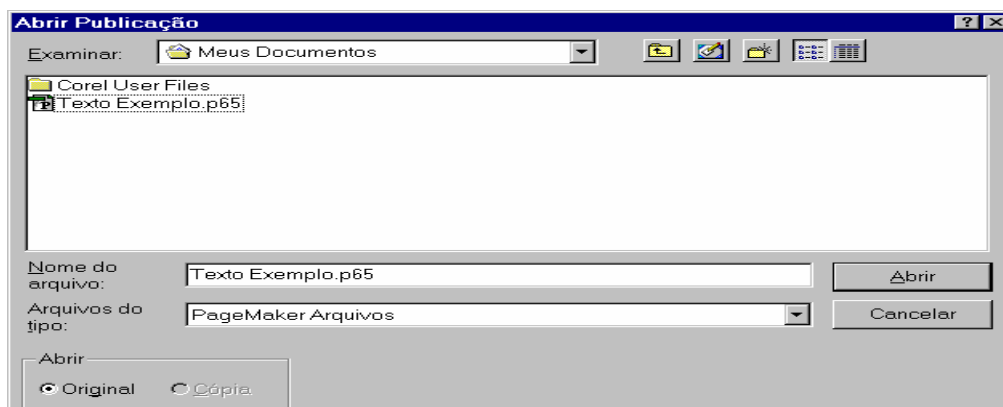 Abrir Publicação
Examinar: Meus Documentos
Corel User Files
Texto Exemplo.p65
Nome do arquivo: Texto Exemplo.p65 Abrir
Arquivos do tipo: PageMaker Arquivos Cancelar
Abrir
Original Cópia